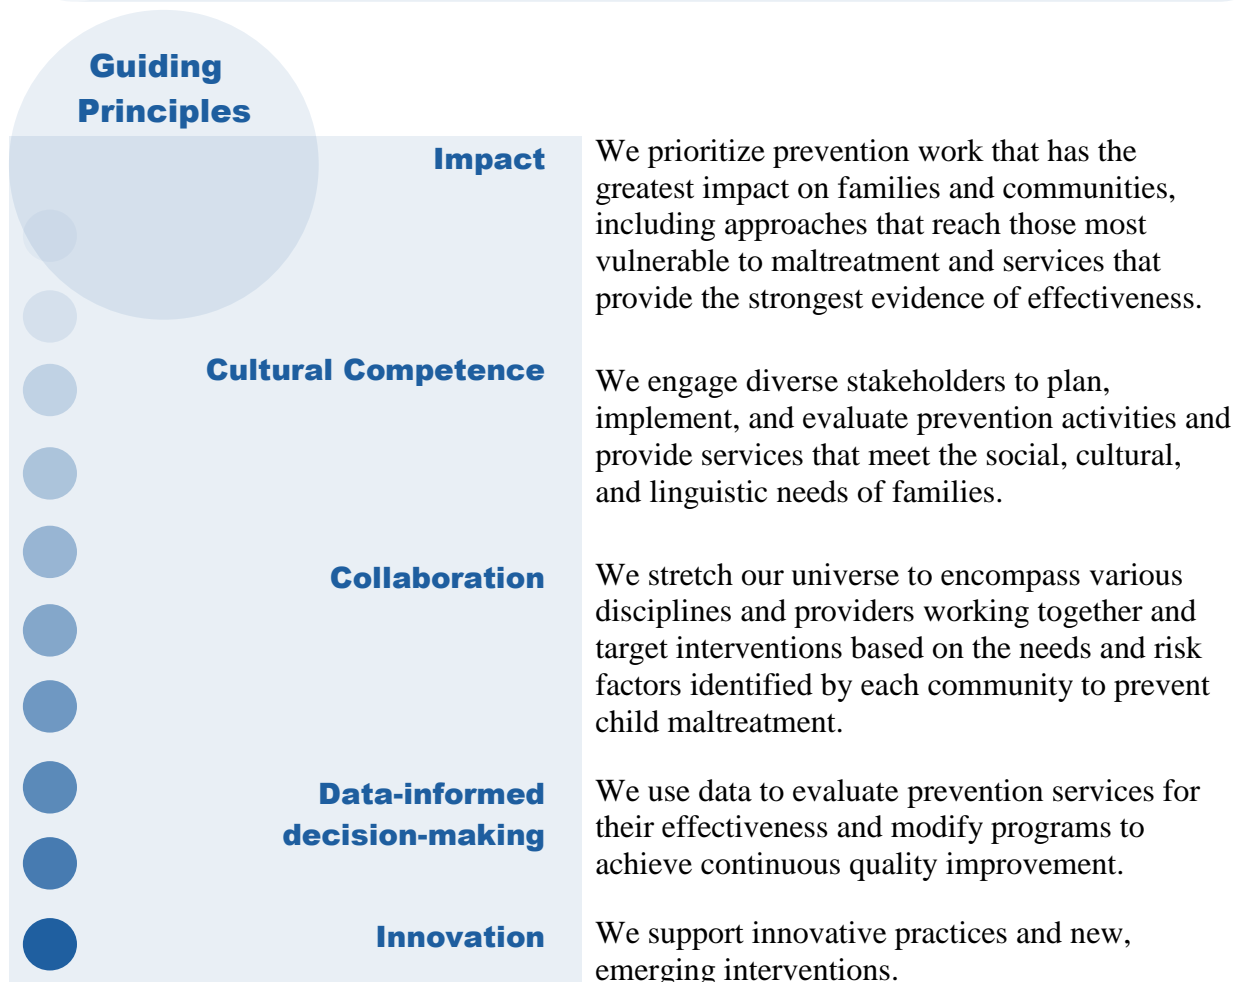 Guiding
Principles
Impact
We prioritize prevention work that has the
greatest impact on families and communities,
including approaches that reach those most
vulnerable to maltreatment and services that
provide the strongest evidence of effectiveness.
Cultural Competence
We engage diverse stakeholders to plan,
implement, and evaluate prevention activities and
provide services that meet the social, cultural,
and linguistic needs of families.
Collaboration
We stretch our universe to encompass various
disciplines and providers working together and
target interventions based on the needs and risk
factors identified by each community to prevent
child maltreatment.
Data-informed
decision-making
We use data to evaluate prevention services for
their effectiveness and modify programs to
achieve continuous quality improvement.
Innovation
We support innovative practices and new,
emerging interventions.